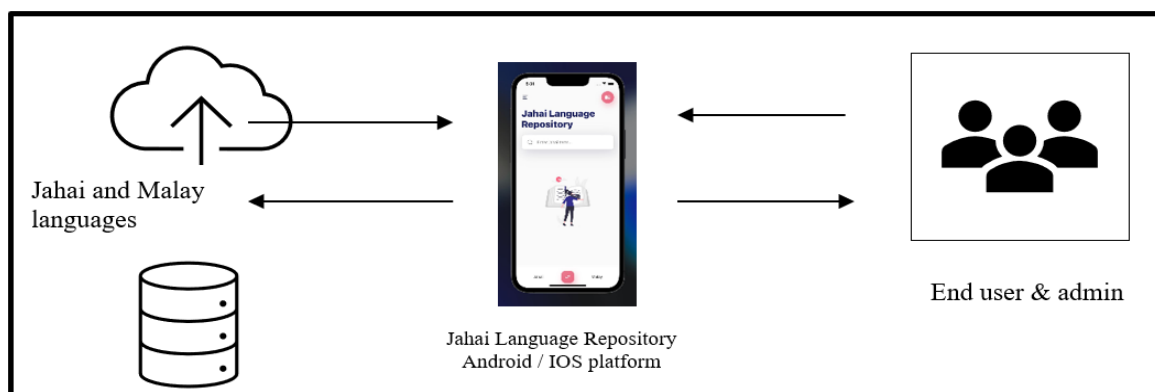 Jahai Language
Repository
Jahai and Malay
languages
End user & admin
Jahai Language Repository
Android / IOS platform